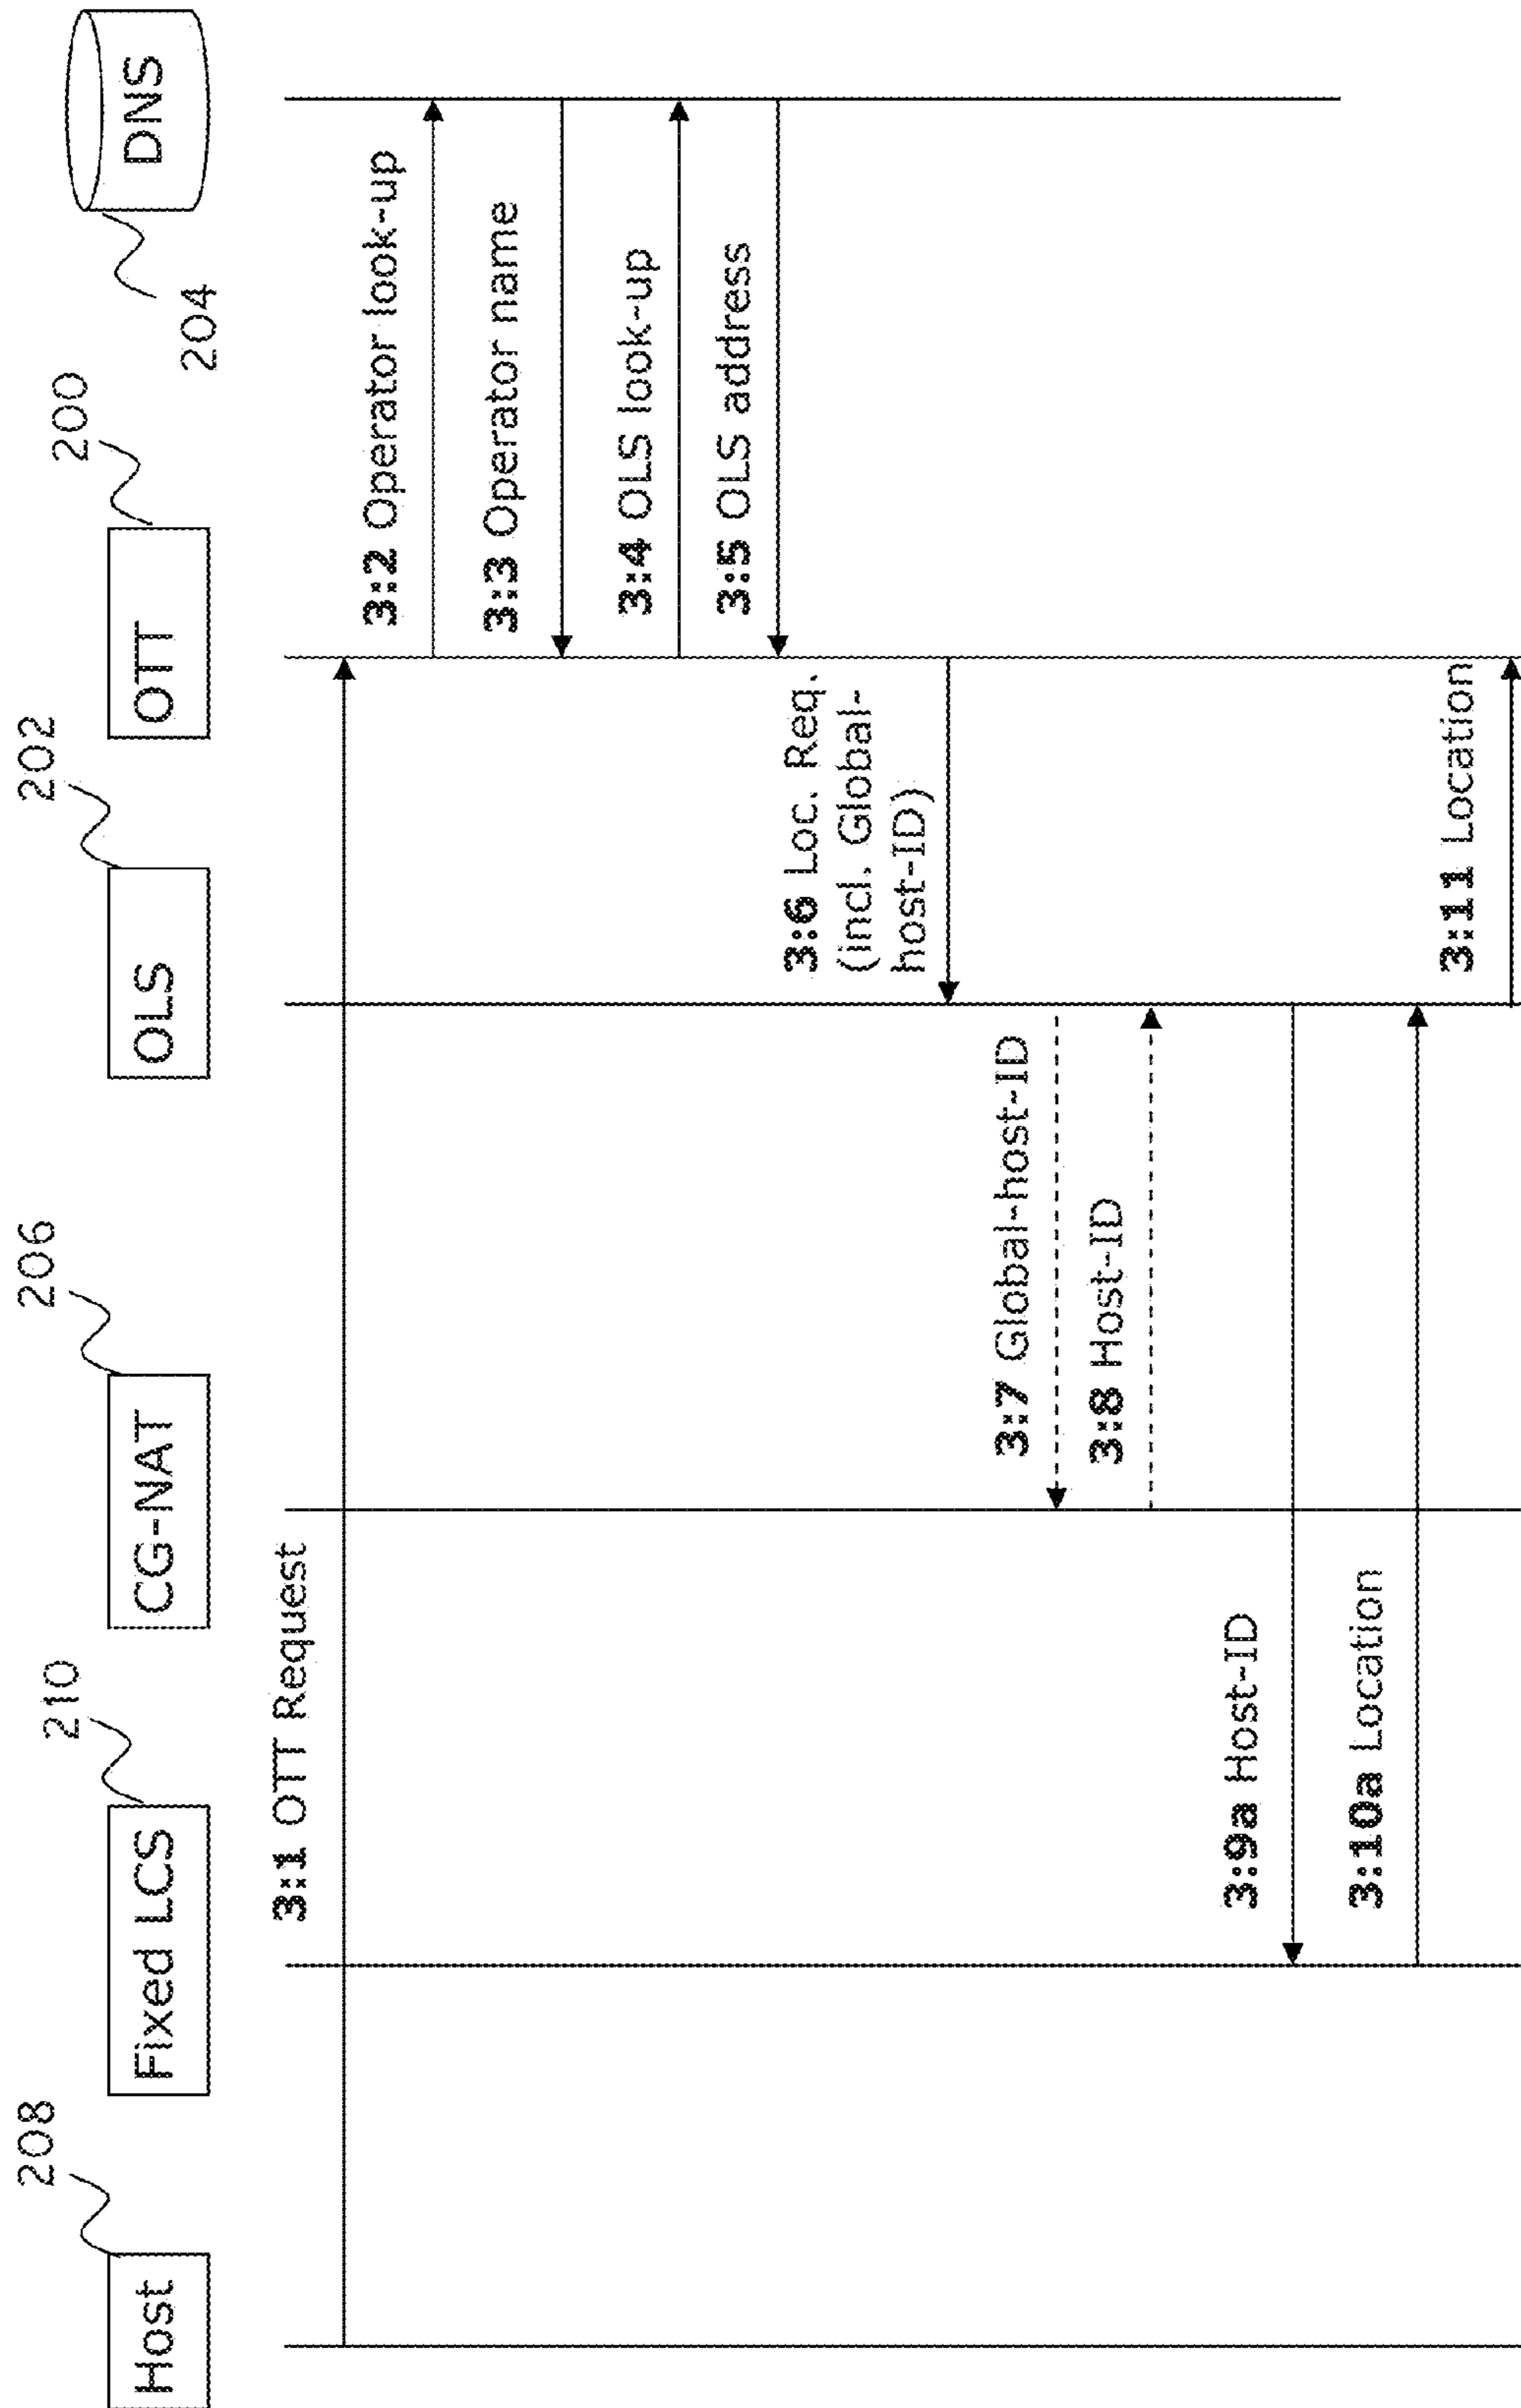 208
210
206
202
200
204
Host
Fixed LCS
CG-NAT
OLS
OTT
DNS
3:1 OTT Request
3:2 Operator look-up
3:3 Operator name
3:4 OLS look-up
3:5 OLS address
3:6 Loc. Req.
(incl. Global-
host-ID)
3:7 Global-host-ID
3:8 Host-ID
3:9a Host-ID
3:10a Location
3:11 Location